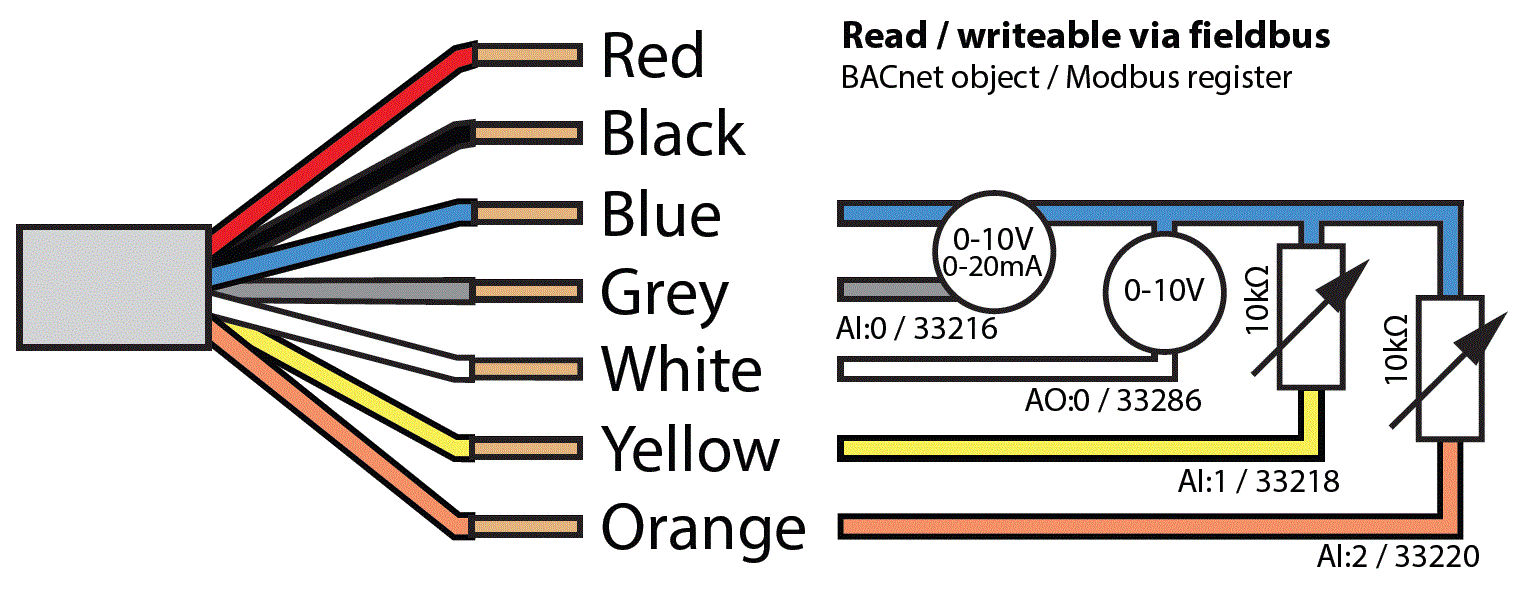 Red
Black
Blue
Grey
White
Yellow
Orange
Read / writeable via fieldbus
BACnet object / Modbus register
0-10V
0-20mA
AI:0 / 33216
0-10V
AO:0 / 33286
10kΩ
AI:1 / 33218
10kΩ
AI:2 / 33220